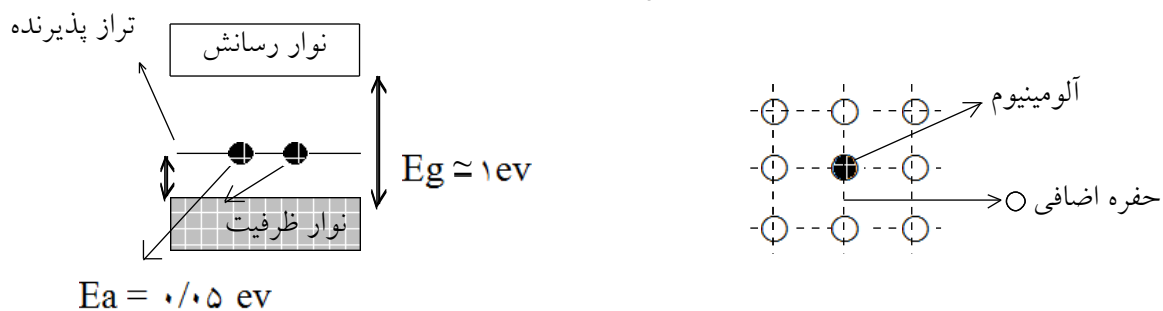 تراز پذیرنده
نوار رسانش
Eg ≃ ۱ev
نوار ظرفیت
Ea = ۰/۰۵ ev
آلومینیوم
حفره اضافی